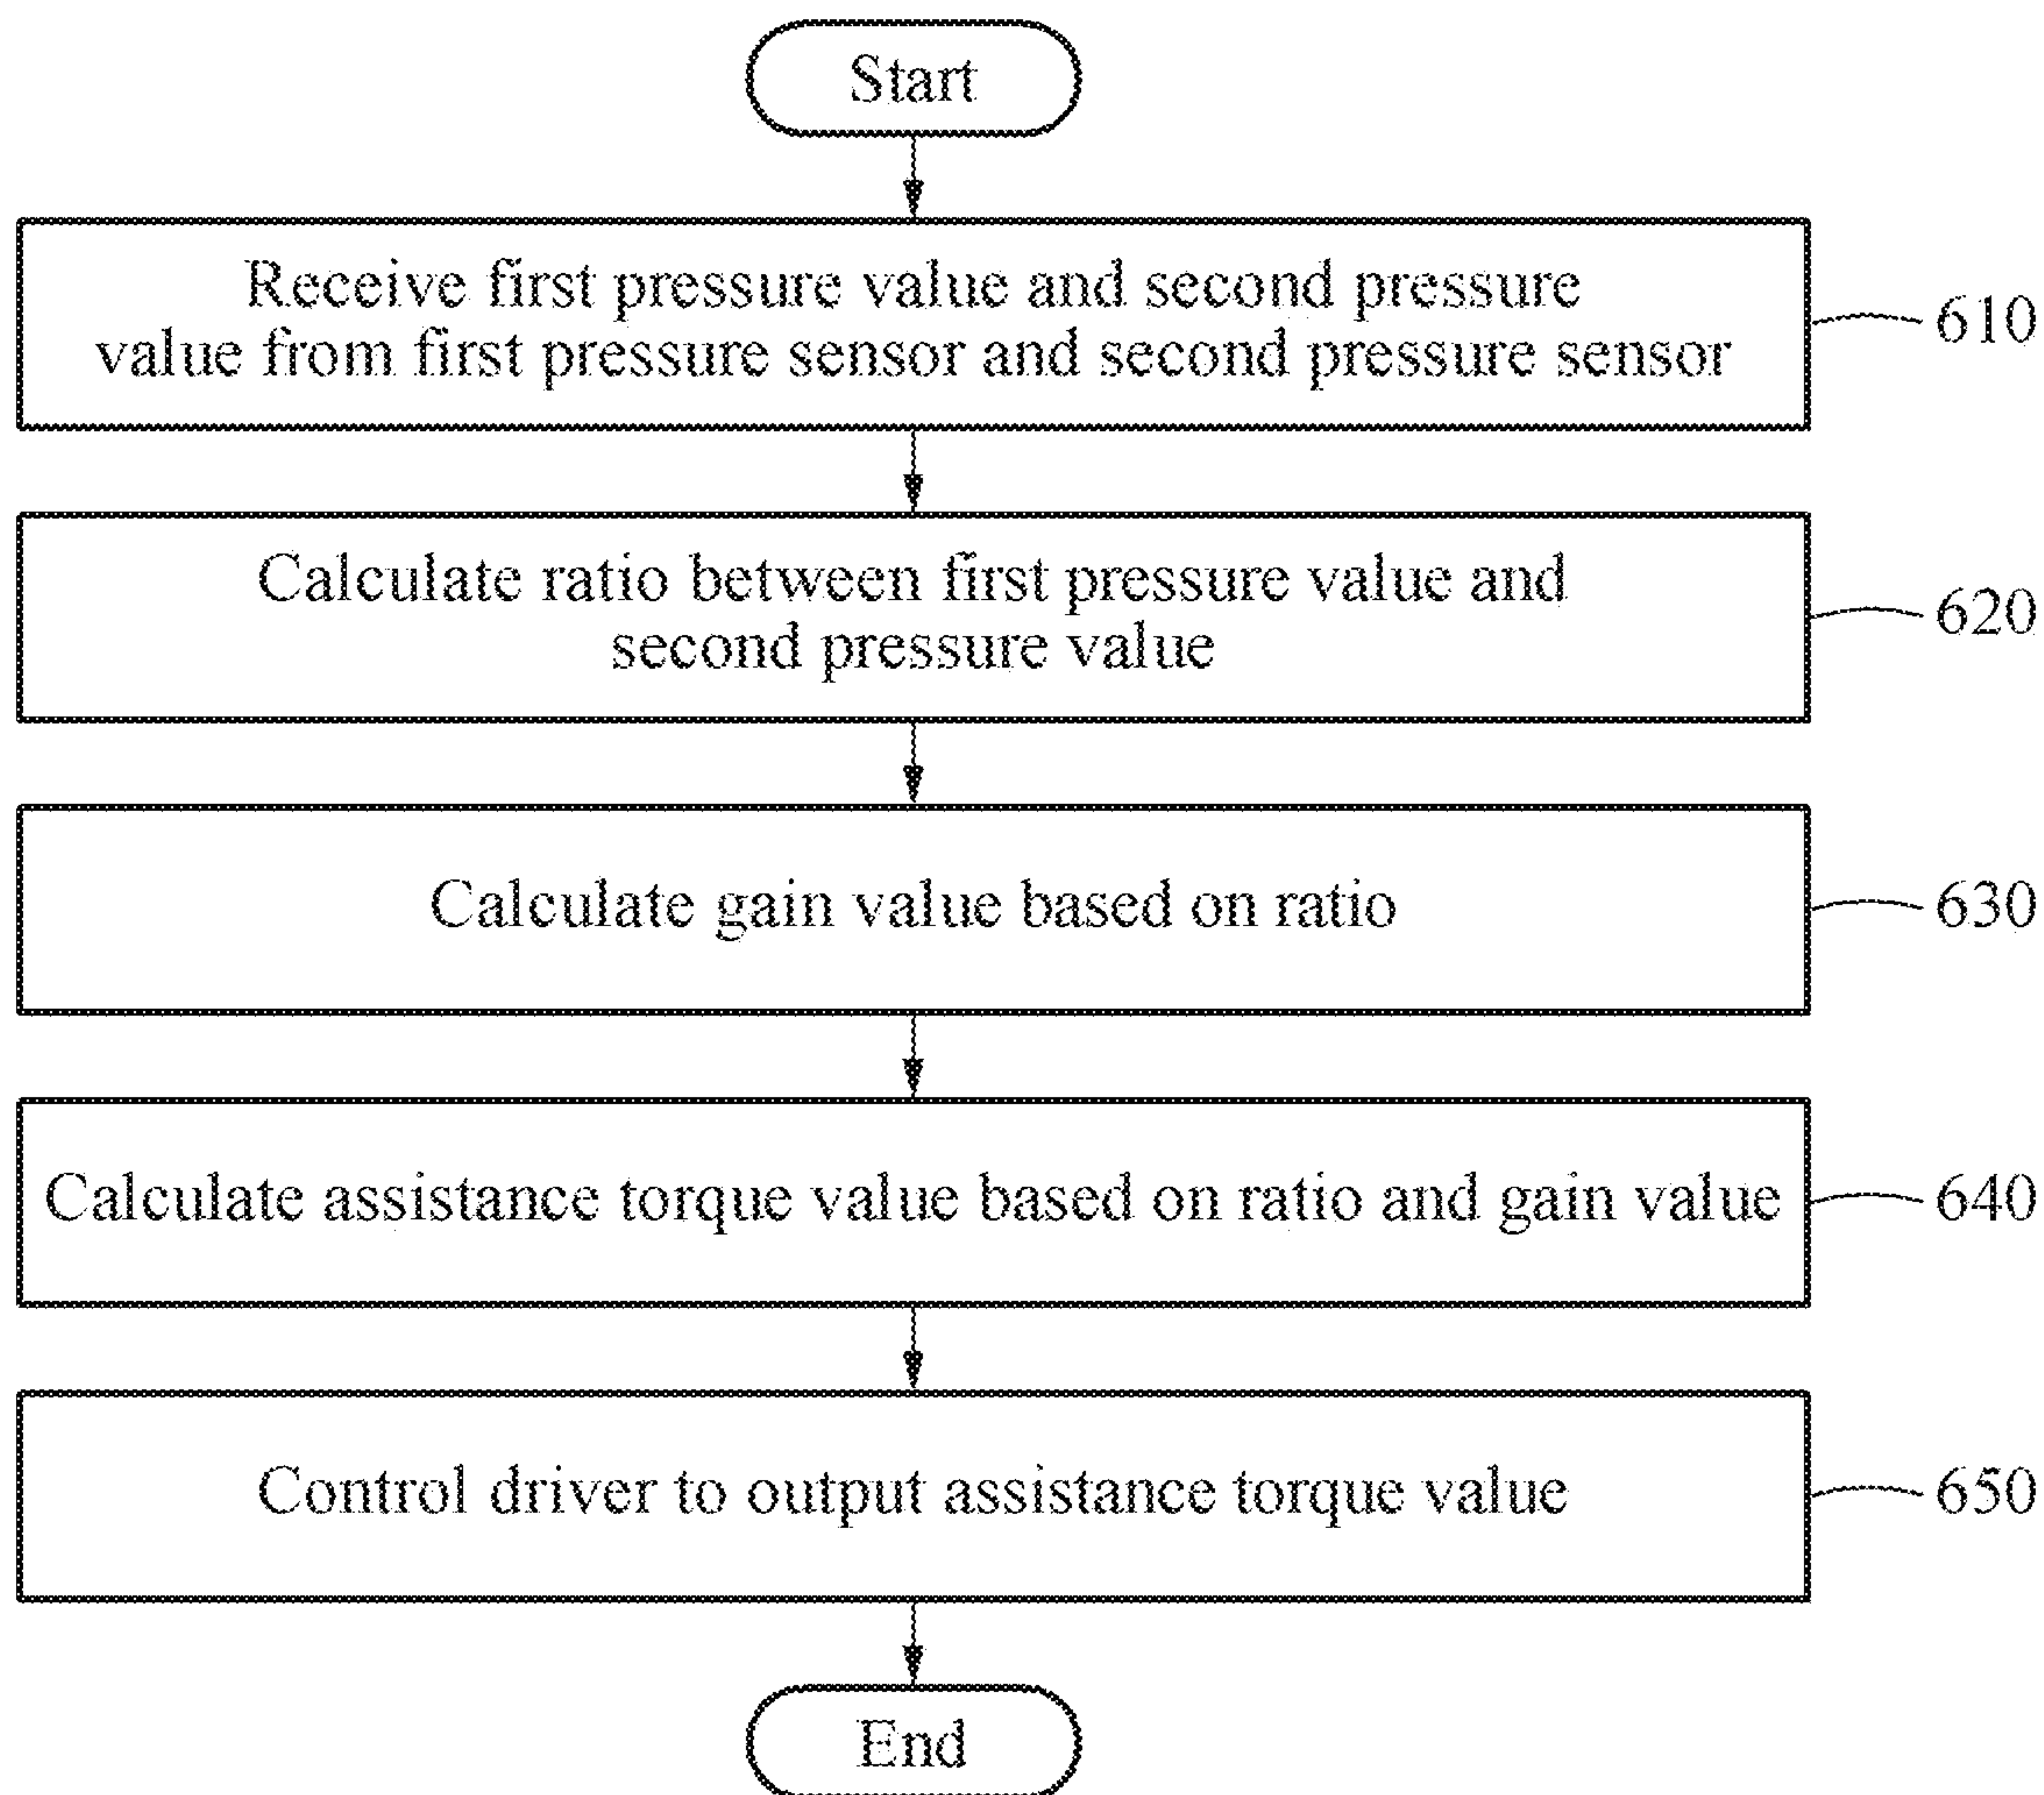 Start
Receive first pressure value and second pressure
value from first pressure sensor and second pressure sensor
610
Calculate ratio between first pressure value and
second pressure value
620
Calculate gain value based on ratio
630
Calculate assistance torque value based on ratio and gain value
640
Control driver to output assistance torque value
650
End